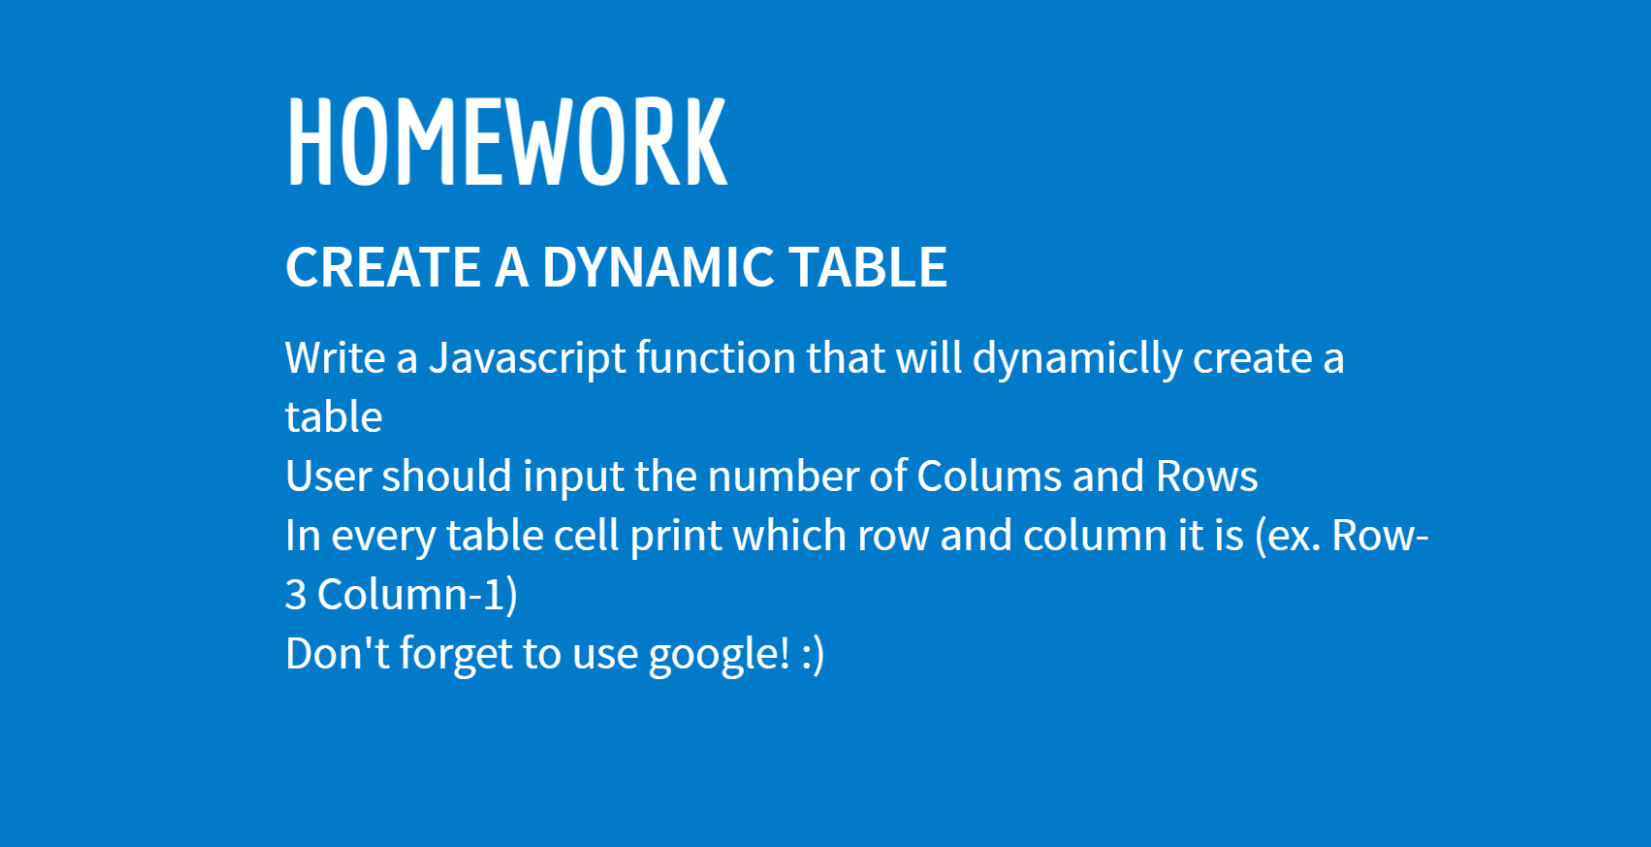 HOMEWORK
CREATE A DYNAMIC TABLE
Write a Javascript function that will dynamiclly create a
table
User should input the number of Colums and Rows
In every table cell print which row and column it is (ex. Row-
3 Column-1)
Don't forget to use google! :)